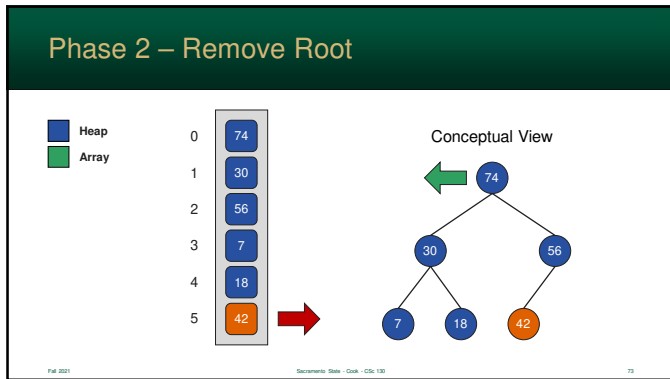 Phase 2 – Remove Root
Heap
Array
0 74
1 30
2 56
3 7
4 18
5 42
Conceptual View
74
30 56
7 18 42
Fall 2021 Sacramento State - Cook - CSc 130 73